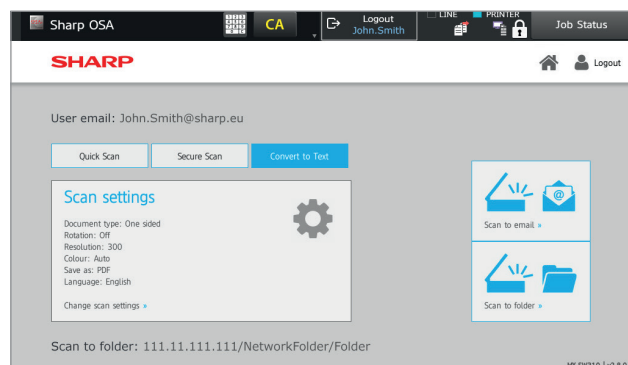 Sharp OSA
CA
Logout
John.Smith
LINE
PRINTER
Job Status
SHARP
Logout
User email: John.Smith@sharp.eu
Quick Scan
Secure Scan
Convert to Text
Scan settings
Document type: One sided
Rotation: Off
Resolution: 300
Colour: Auto
Save as: PDF
Language: English
Change scan settings »
@
Scan to email »
Scan to folder »
Scan to folder: 111.11.111.111/NetworkFolder/Folder